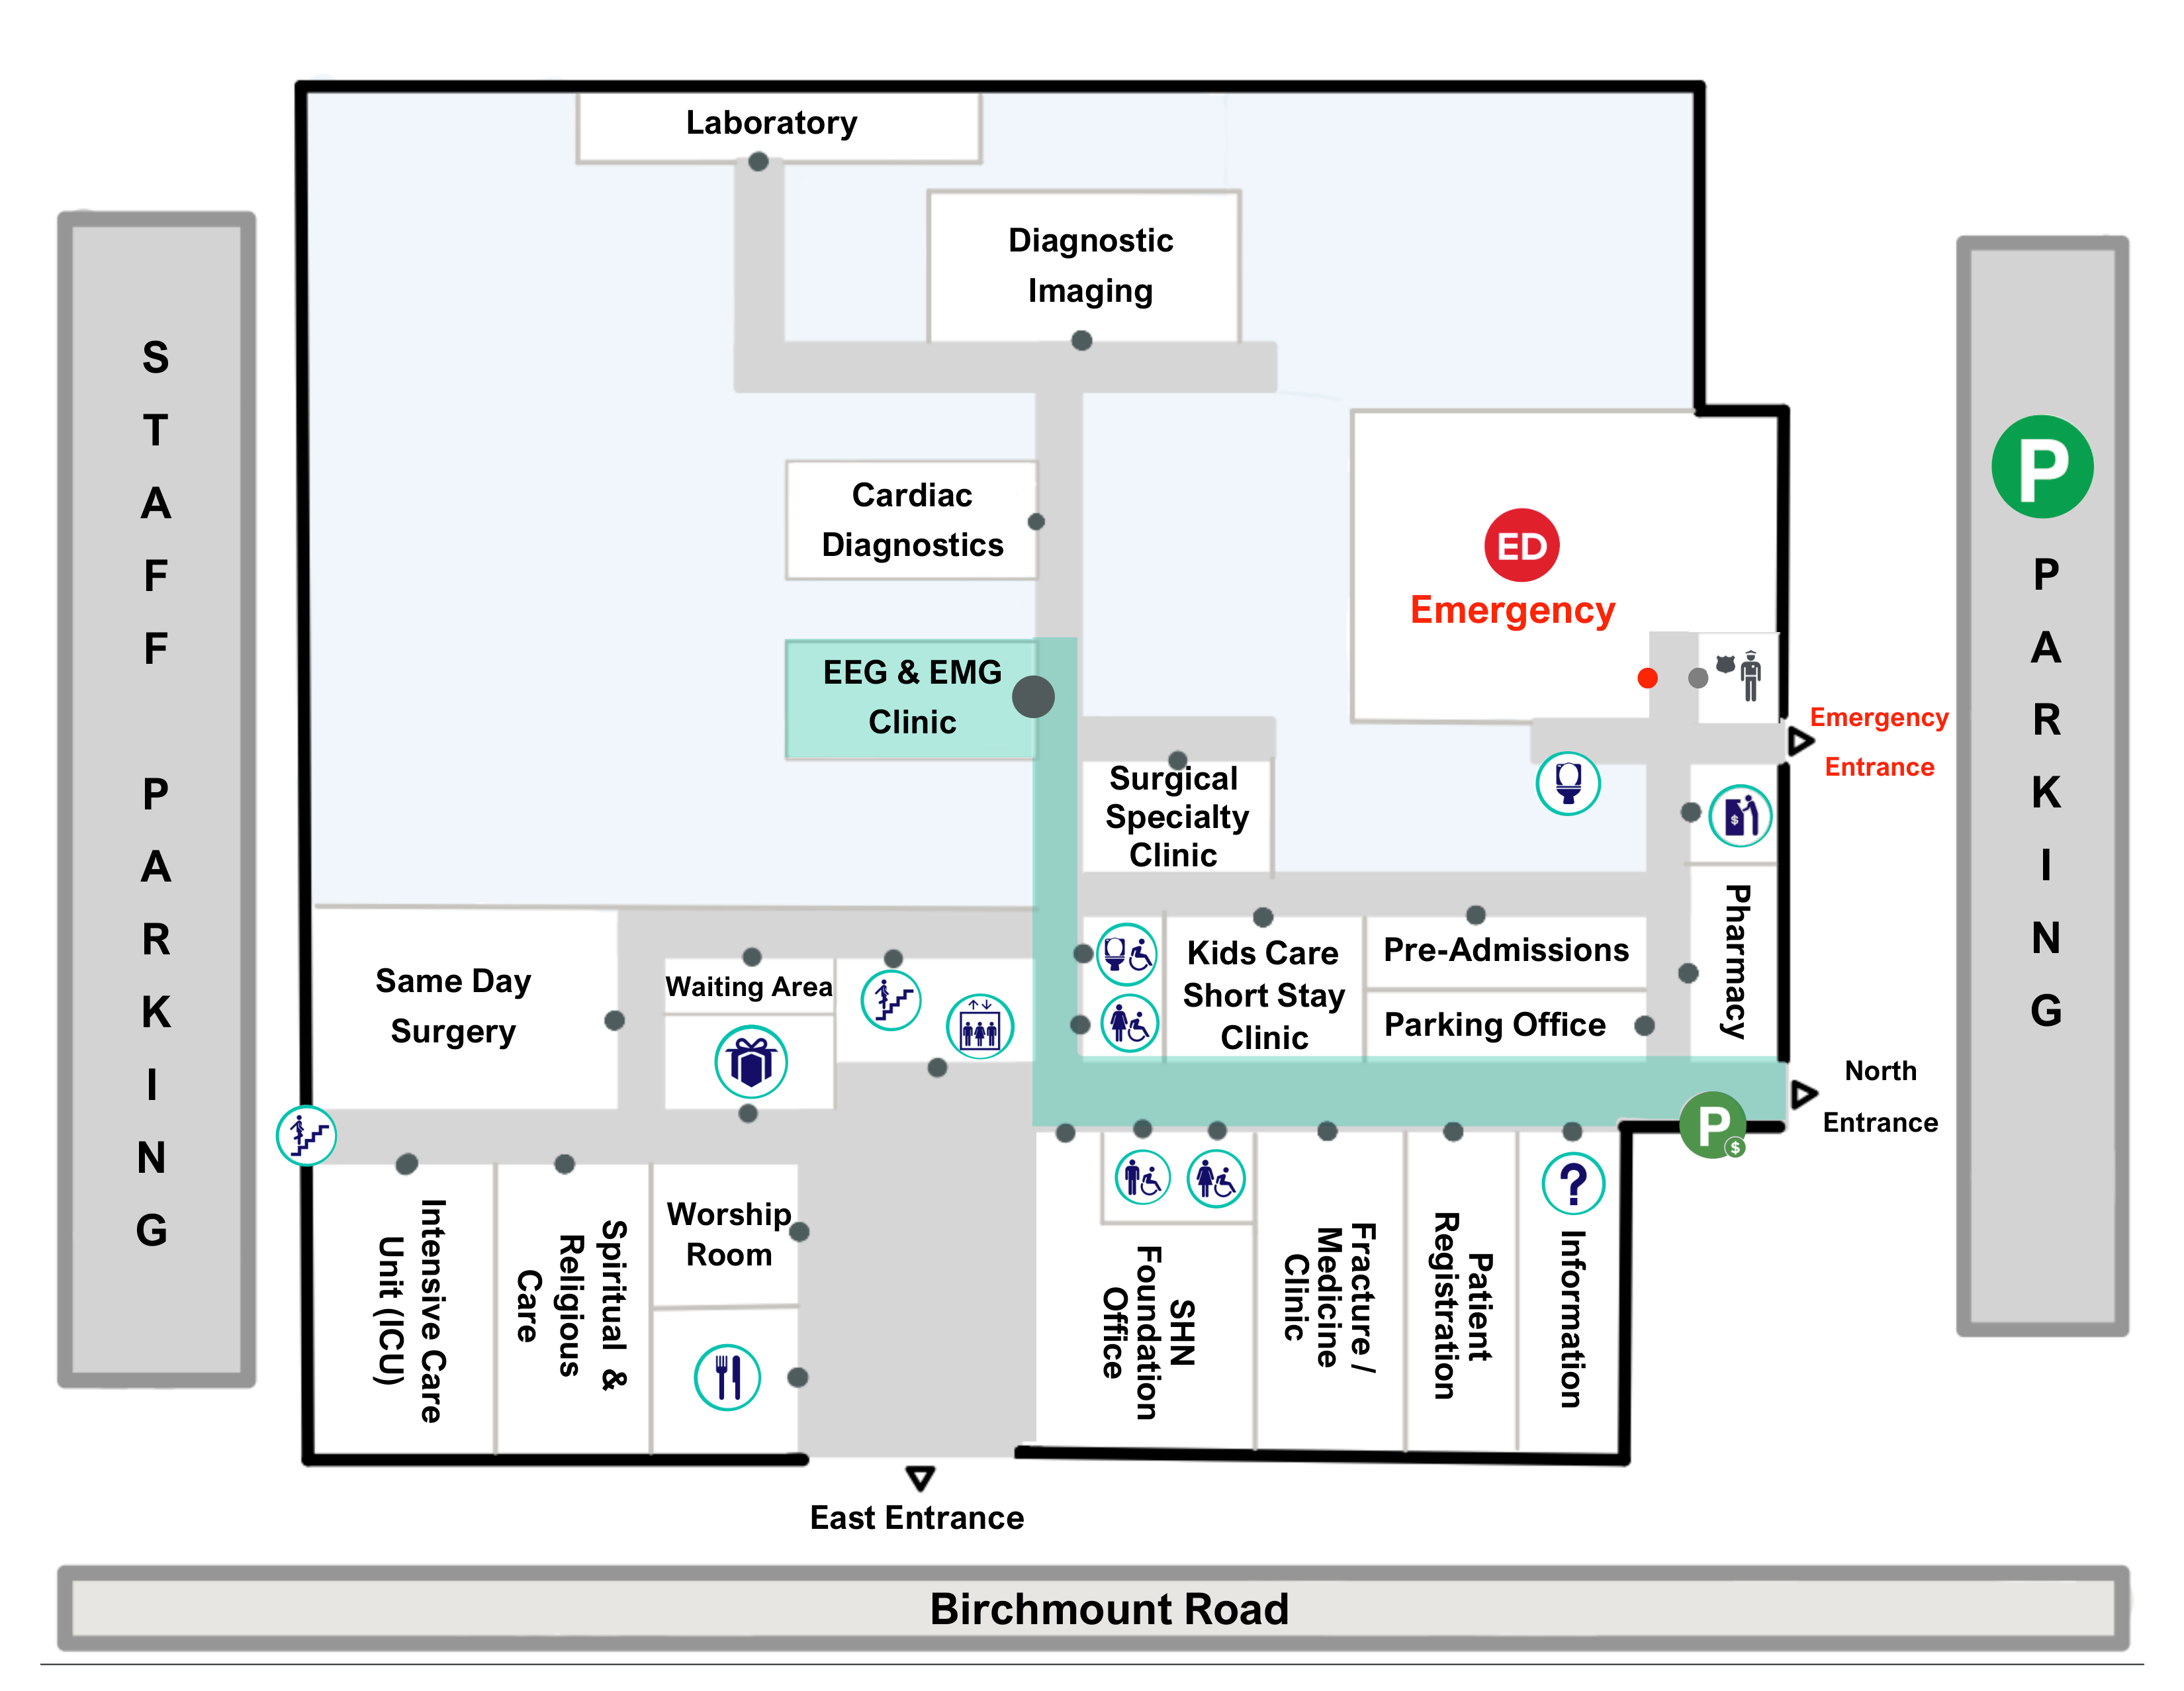 Laboratory
Diagnostic
Imaging
Cardiac
Diagnostics
EEG & EMG
Clinic
ED
Emergency
Emergency
Entrance
Surgical
Specialty
Clinic
$
Pharmacy
Kids Care
Short Stay
Clinic
Pre-Admissions
Parking Office
Same Day
Surgery
Waiting Area
North
Entrance
P
$
Intensive Care
Unit (ICU)
Spiritual &
Religious
Care
Worship
Room
SHN
Foundation
Office
Fracture /
Medicine
Clinic
Patient
Registration
?
Information
East Entrance
STAFF PARKING
P
PARKING
Birchmount Road